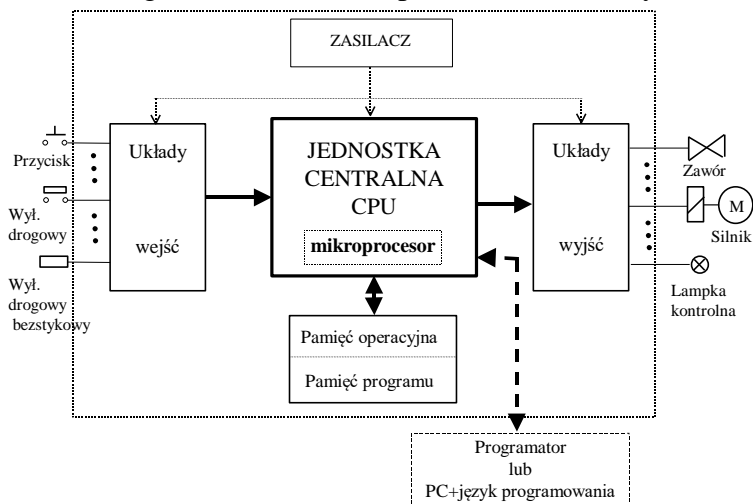 ZASILACZ
Przycisk
Wył.
drogowy
Wył.
drogowy
bezstykowy
Układy
wejść
JEDNOSTKA
CENTRALNA
CPU
mikroprocesor
Pamięć operacyjna
Pamięć programu
Układy
wyjść
Zawór
M
Silnik
Lampka
kontrolna
Programator
lub
PC+język programowania